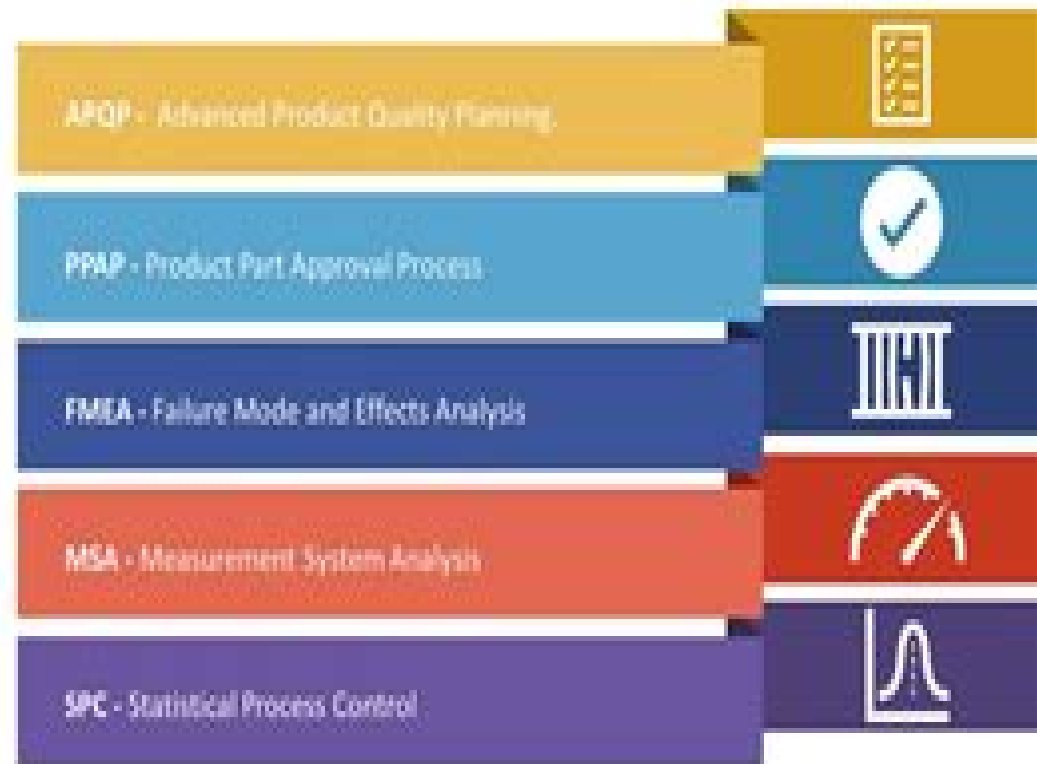 APQP - Advanced Product Quality Planning
PPAP - Product Part Approval Process
FMEA - Failure Mode and Effects Analysis
MSA - Measurement System Analysis
SPC - Statistical Process Control